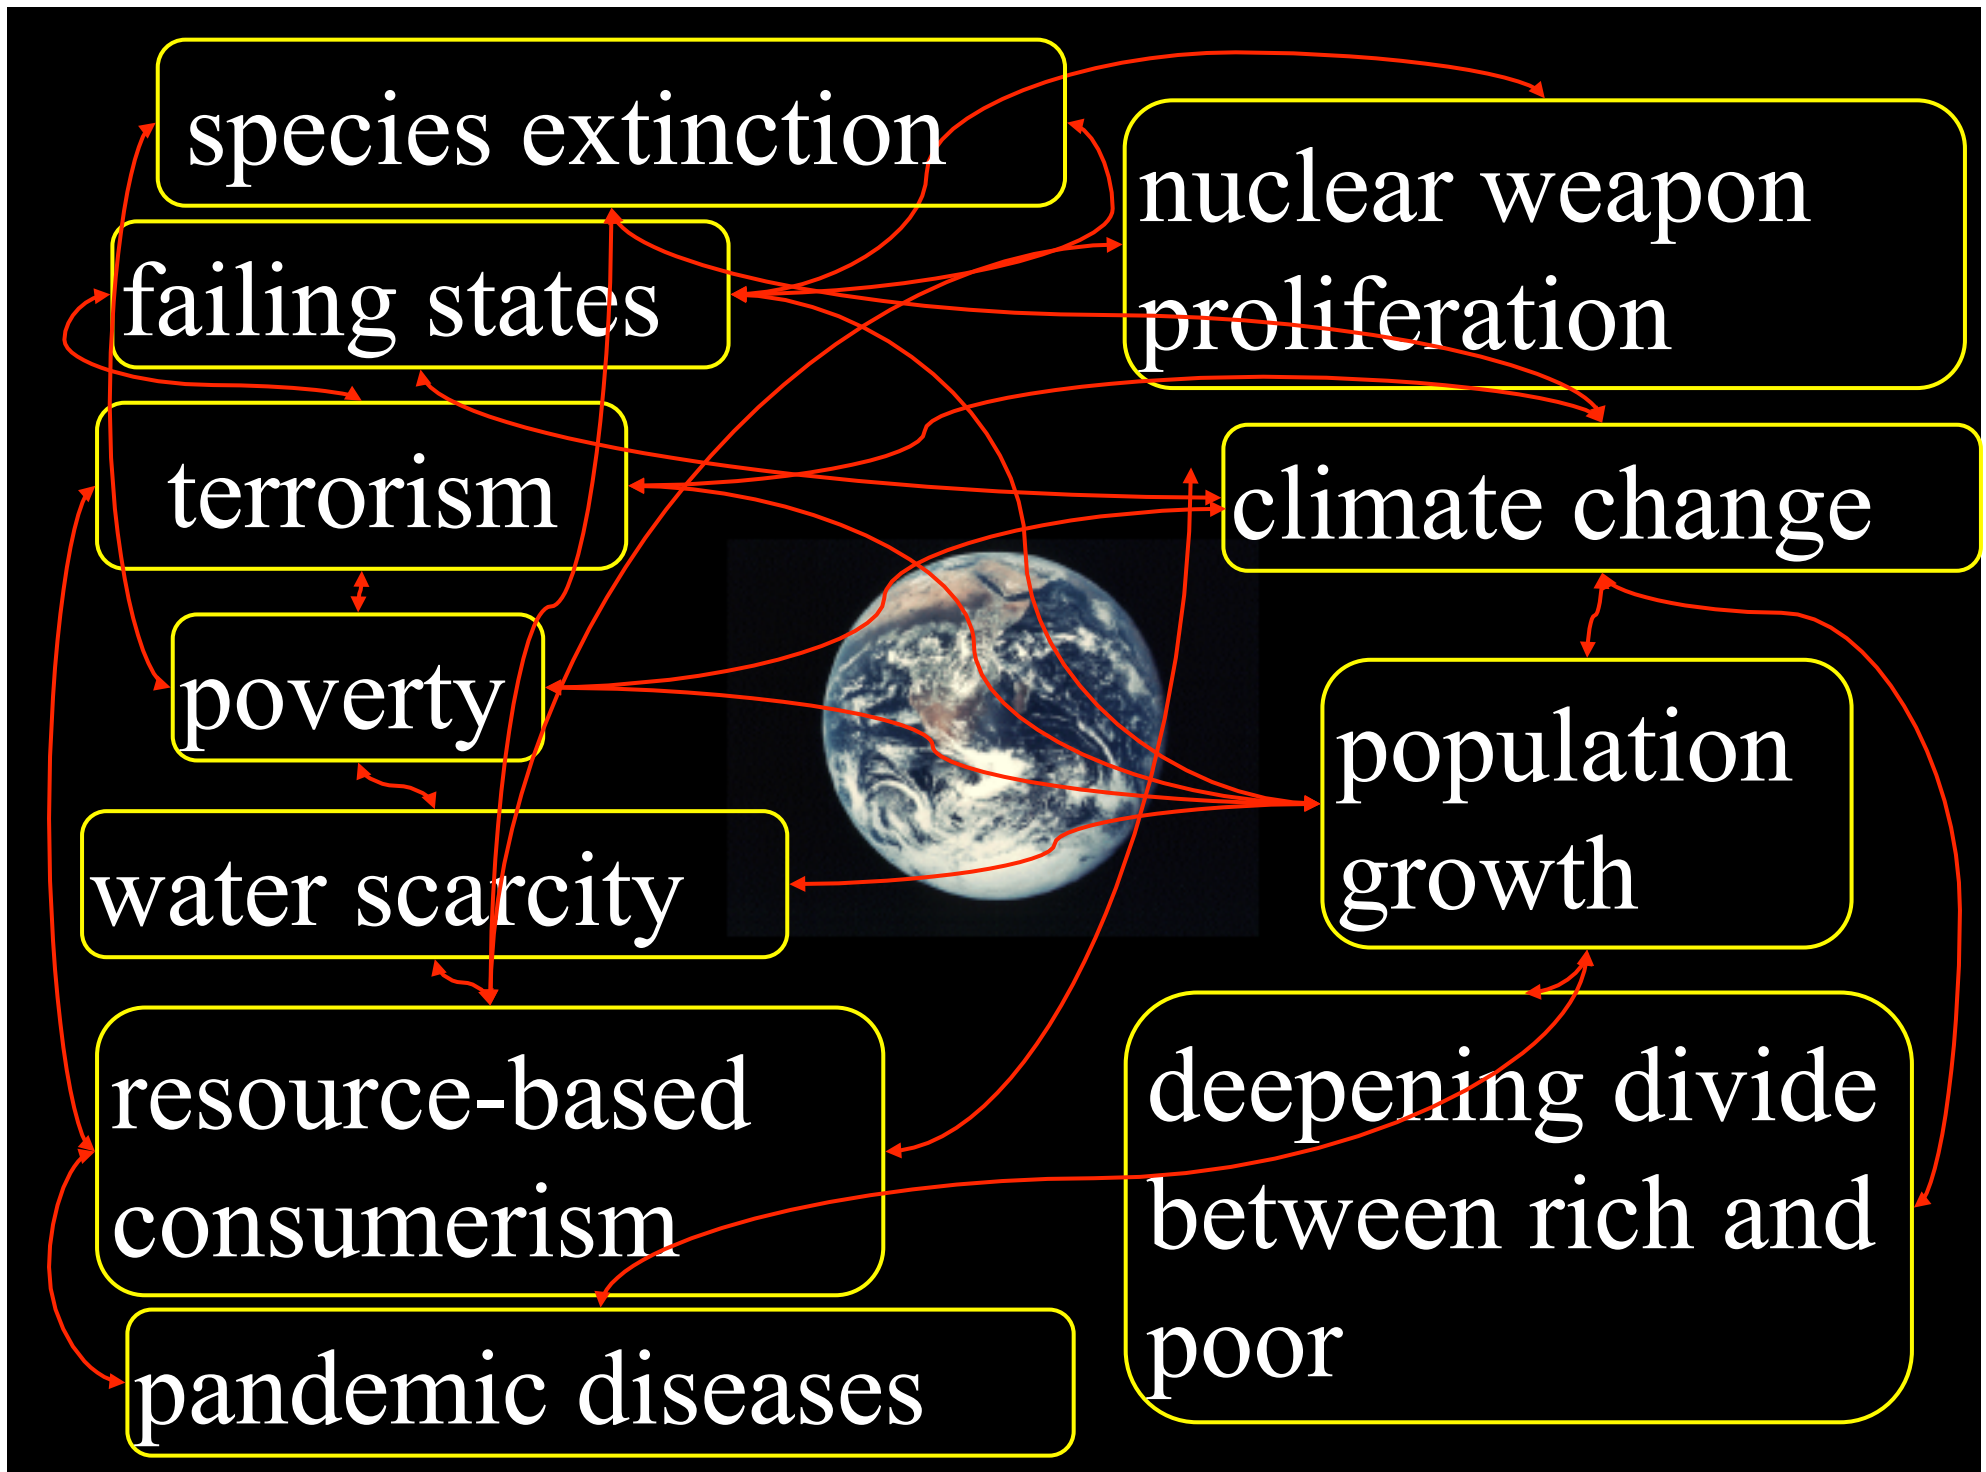 species extinction
failing states
terrorism
poverty
water scarcity
resource-based
consumerism
pandemic diseases
nuclear weapon
proliferation
climate change
population
growth
deepening divide
between rich and
poor